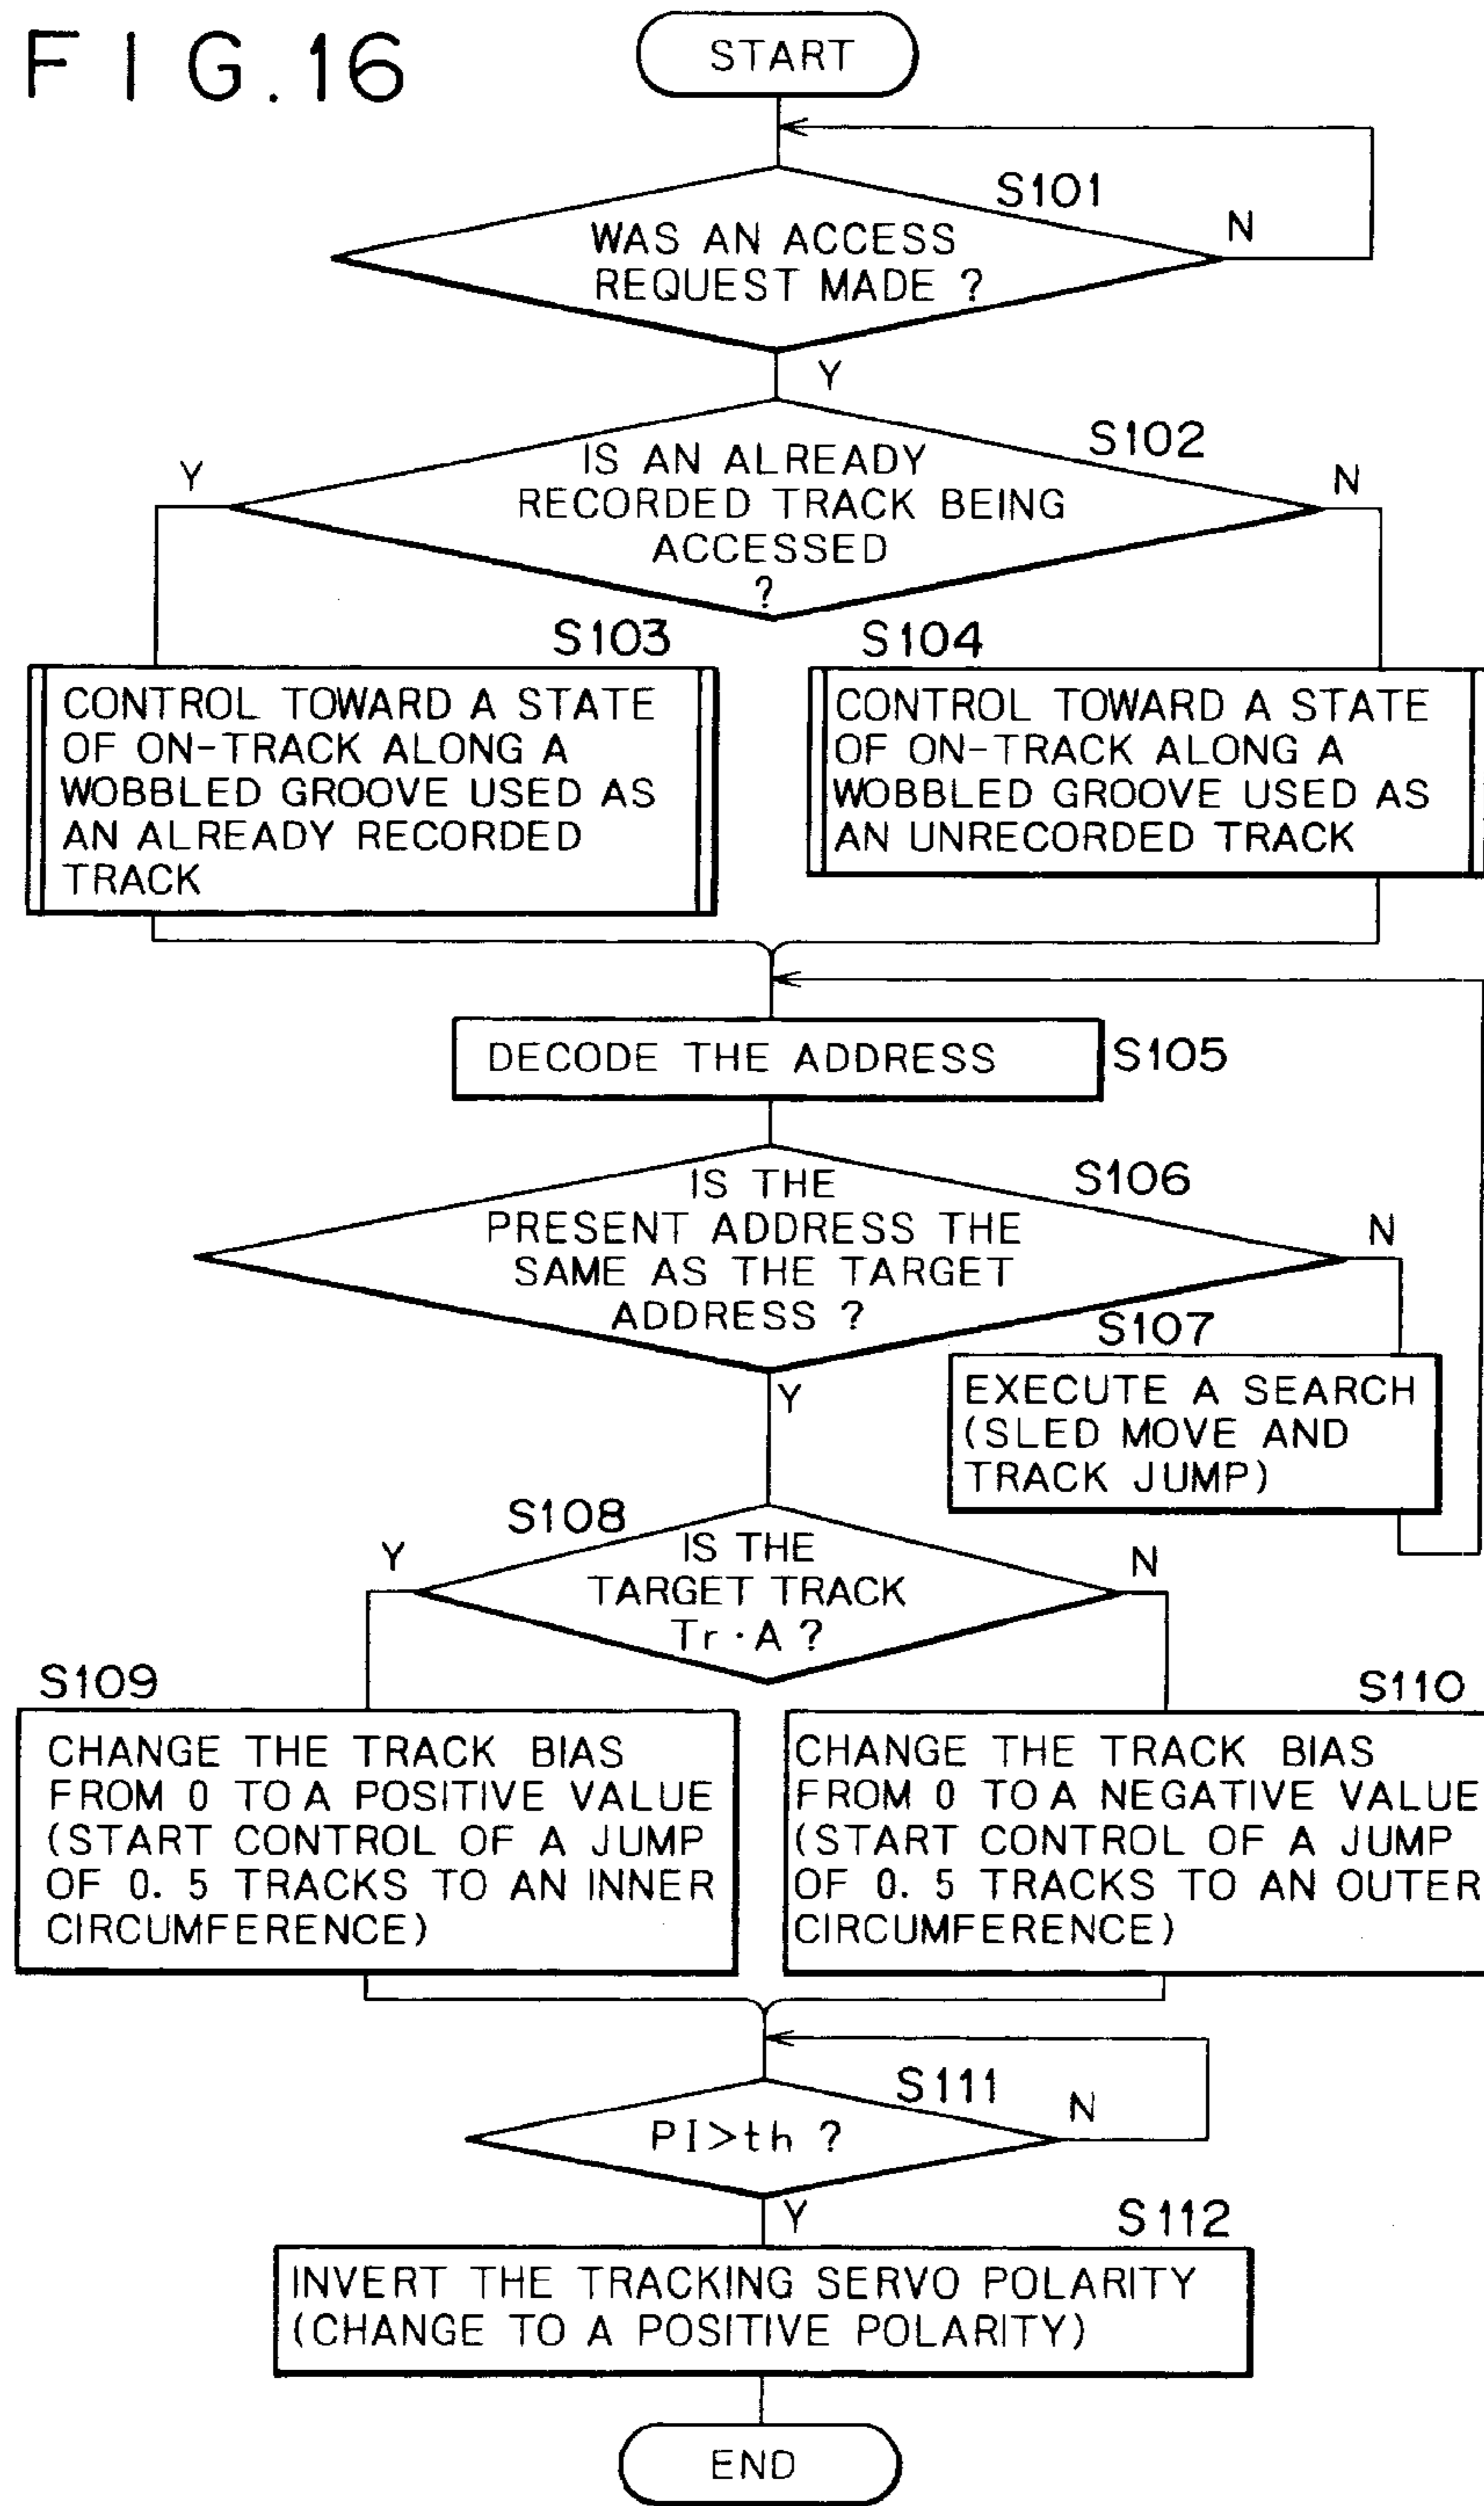 FIG.16
START
S101
WAS AN ACCESS
REQUEST MADE ?
N
Y
S102
IS AN ALREADY
RECORDED TRACK BEING
ACCESSED
?
Y
N
S103
CONTROL TOWARD A STATE
OF ON-TRACK ALONG A
WOBBLED GROOVE USED AS
AN ALREADY RECORDED
TRACK
S104
CONTROL TOWARD A STATE
OF ON-TRACK ALONG A
WOBBLED GROOVE USED AS
AN UNRECORDED TRACK
DECODE THE ADDRESS
S105
S106
IS THE
PRESENT ADDRESS THE
SAME AS THE TARGET
ADDRESS ?
N
Y
S107
EXECUTE A SEARCH
(SLED MOVE AND
TRACK JUMP)
S108
IS THE
TARGET TRACK
Tr·A ?
Y
N
S109
CHANGE THE TRACK BIAS
FROM 0 TO A POSITIVE VALUE
(START CONTROL OF A JUMP
OF 0. 5 TRACKS TO AN INNER
CIRCUMFERENCE)
S110
CHANGE THE TRACK BIAS
FROM 0 TO A NEGATIVE VALUE
(START CONTROL OF A JUMP
OF 0. 5 TRACKS TO AN OUTER
CIRCUMFERENCE)
S111
PI>th ?
N
Y
S112
INVERT THE TRACKING SERVO POLARITY
(CHANGE TO A POSITIVE POLARITY)
END